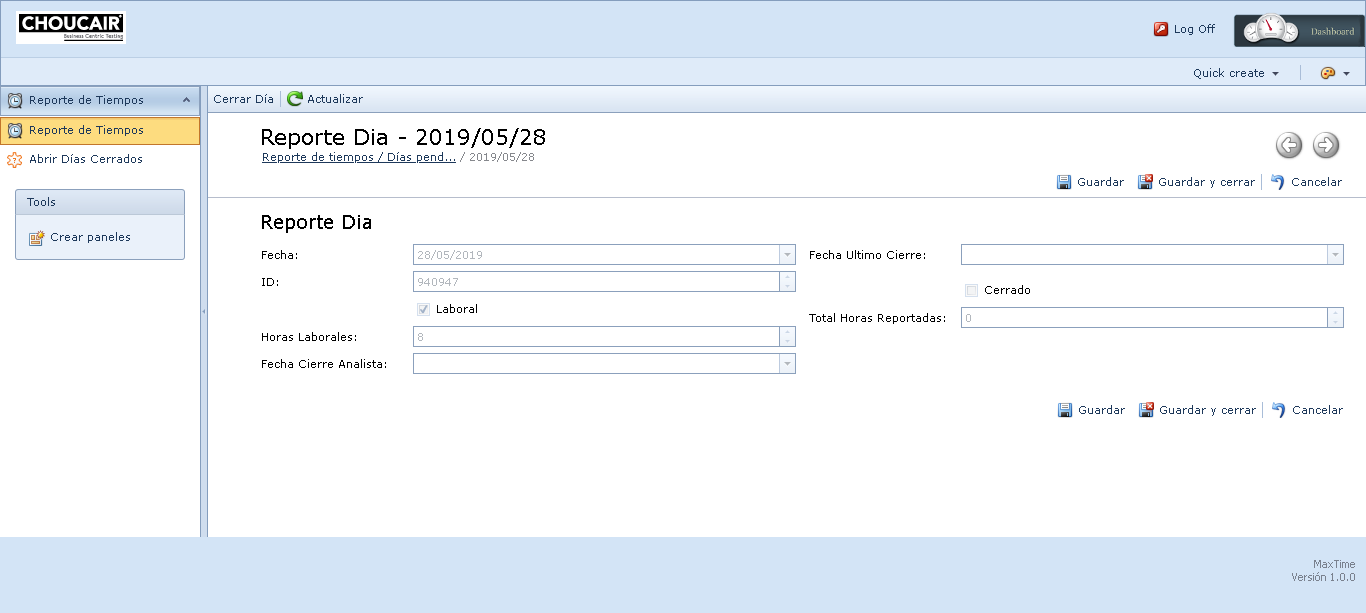 CHOUCAIR
Business Centric Testing
Log Off
Dashboard
Quick create
Reporte de Tiempos
Cerrar Día
Actualizar
Reporte de Tiempos
Abrir Días Cerrados
Tools
Crear paneles
Reporte Dia - 2019/05/28
Reporte de tiempos / Días pend... / 2019/05/28
Guardar
Guardar y cerrar
Cancelar
Reporte Dia
Fecha: 28/05/2019
Fecha Ultimo Cierre:
ID: 940947
Cerrado
Laboral
Total Horas Reportadas: 0
Horas Laborales: 8
Fecha Cierre Analista:
Guardar
Guardar y cerrar
Cancelar
MaxTime
Versión 1.0.0